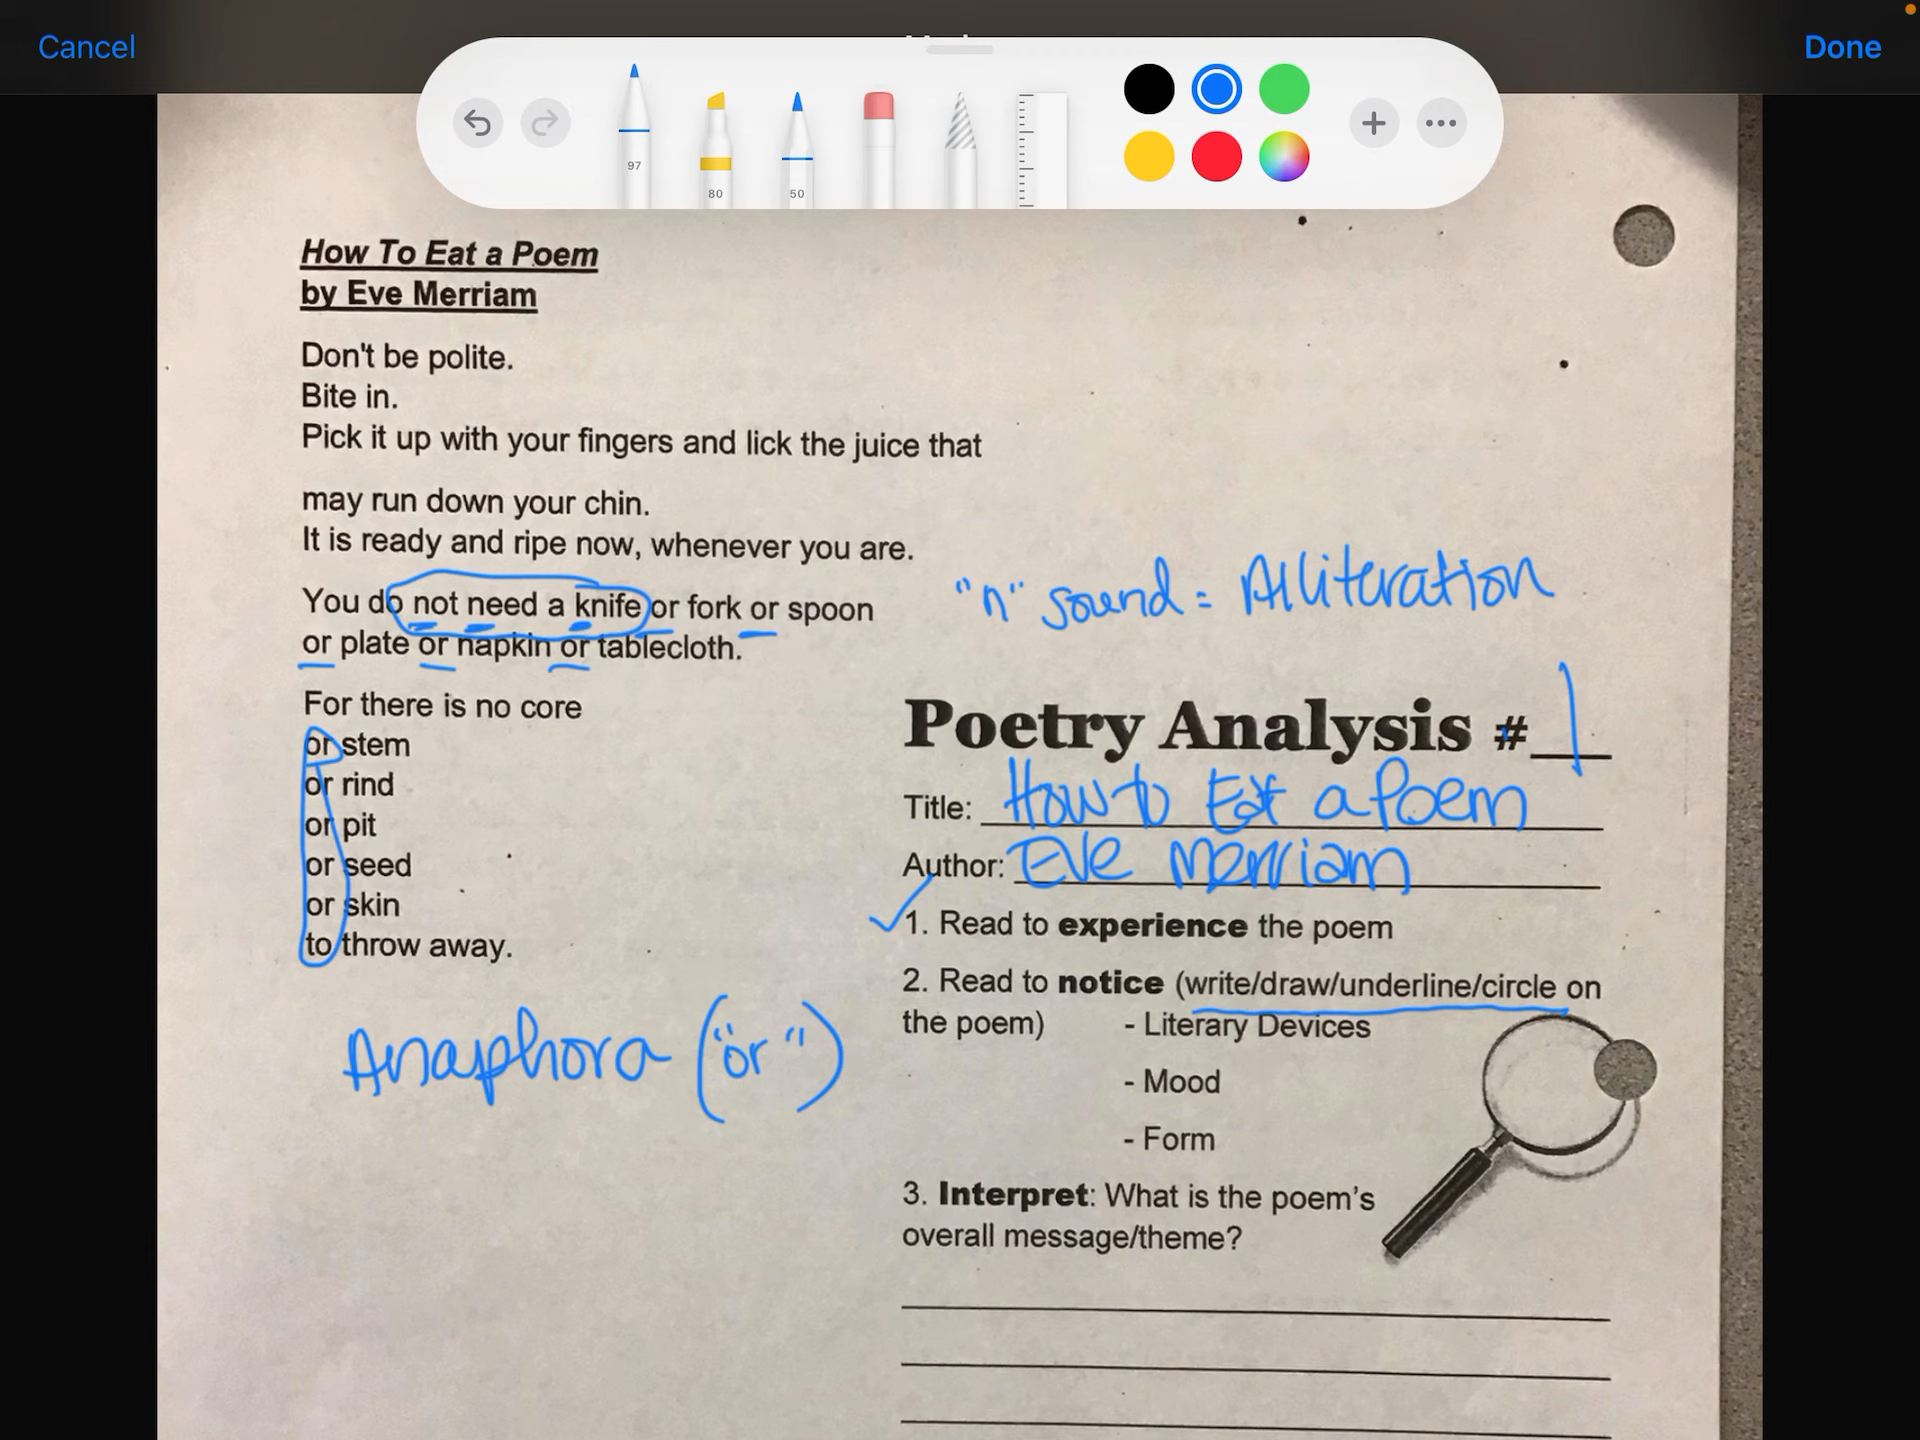 Cancel
Done
97
80
50
How To Eat a Poem
by Eve Merriam
Don't be polite.
Bite in.
Pick it up with your fingers and lick the juice that
may run down your chin.
It is ready and ripe now, whenever you are.
You do not need a knife or fork or spoon
or plate or napkin or tablecloth.
"n" sound = Alliteration
For there is no core
or stem
or rind
or pit
or seed
or skin
to throw away.
Anaphora ("or")
Poetry Analysis #1
Title: How to Eat a Poem
Author: Eve Merriam
1. Read to experience the poem
2. Read to notice (write/draw/underline/circle on
the poem) - Literary Devices
- Mood
- Form
3. Interpret: What is the poem's
overall message/theme?